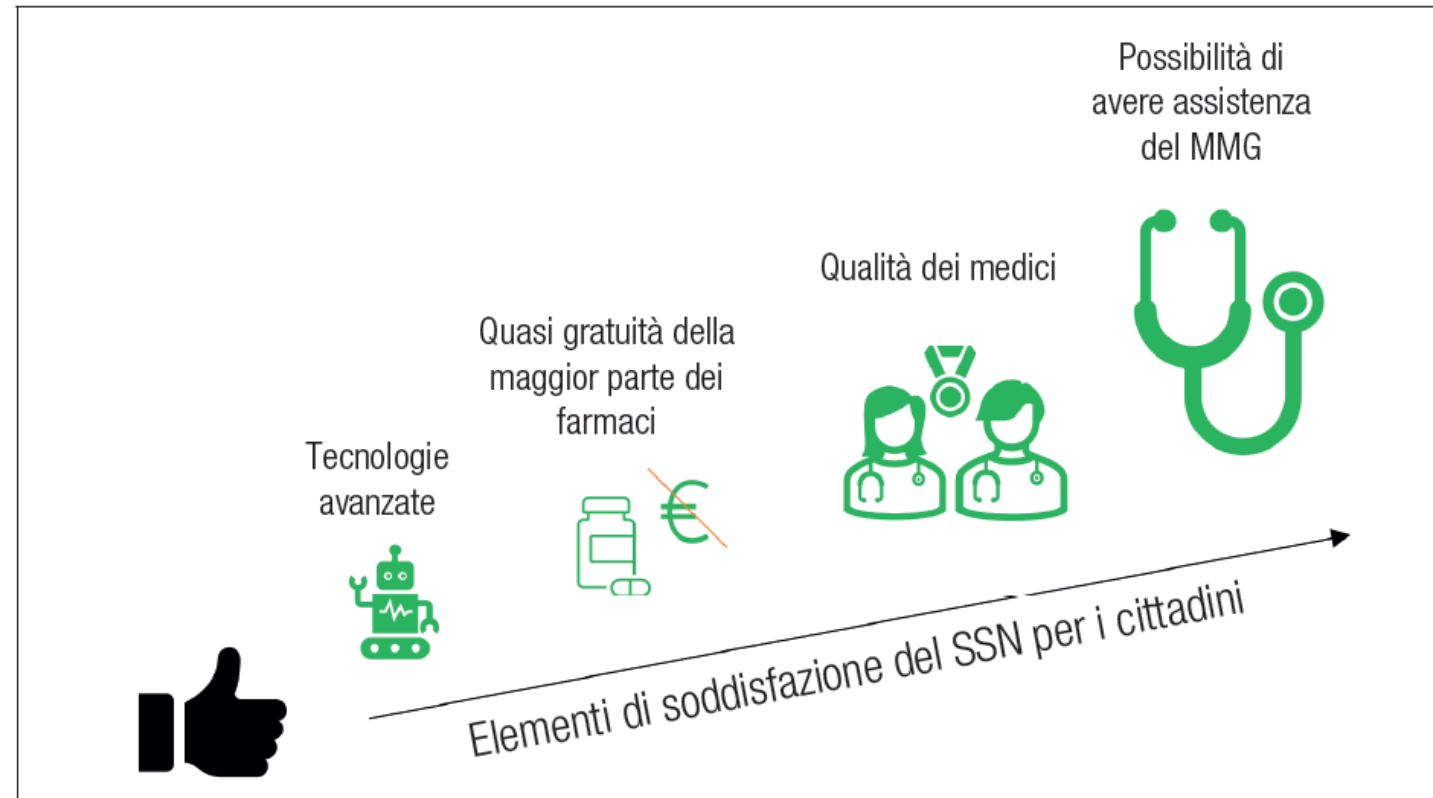 Possibilità di
avere assistenza
del MMG
Qualità dei medici
Quasi gratuità della
maggior parte dei
farmaci
Tecnologie
avanzate
€
Elementi di soddisfazione del SSN per i cittadini